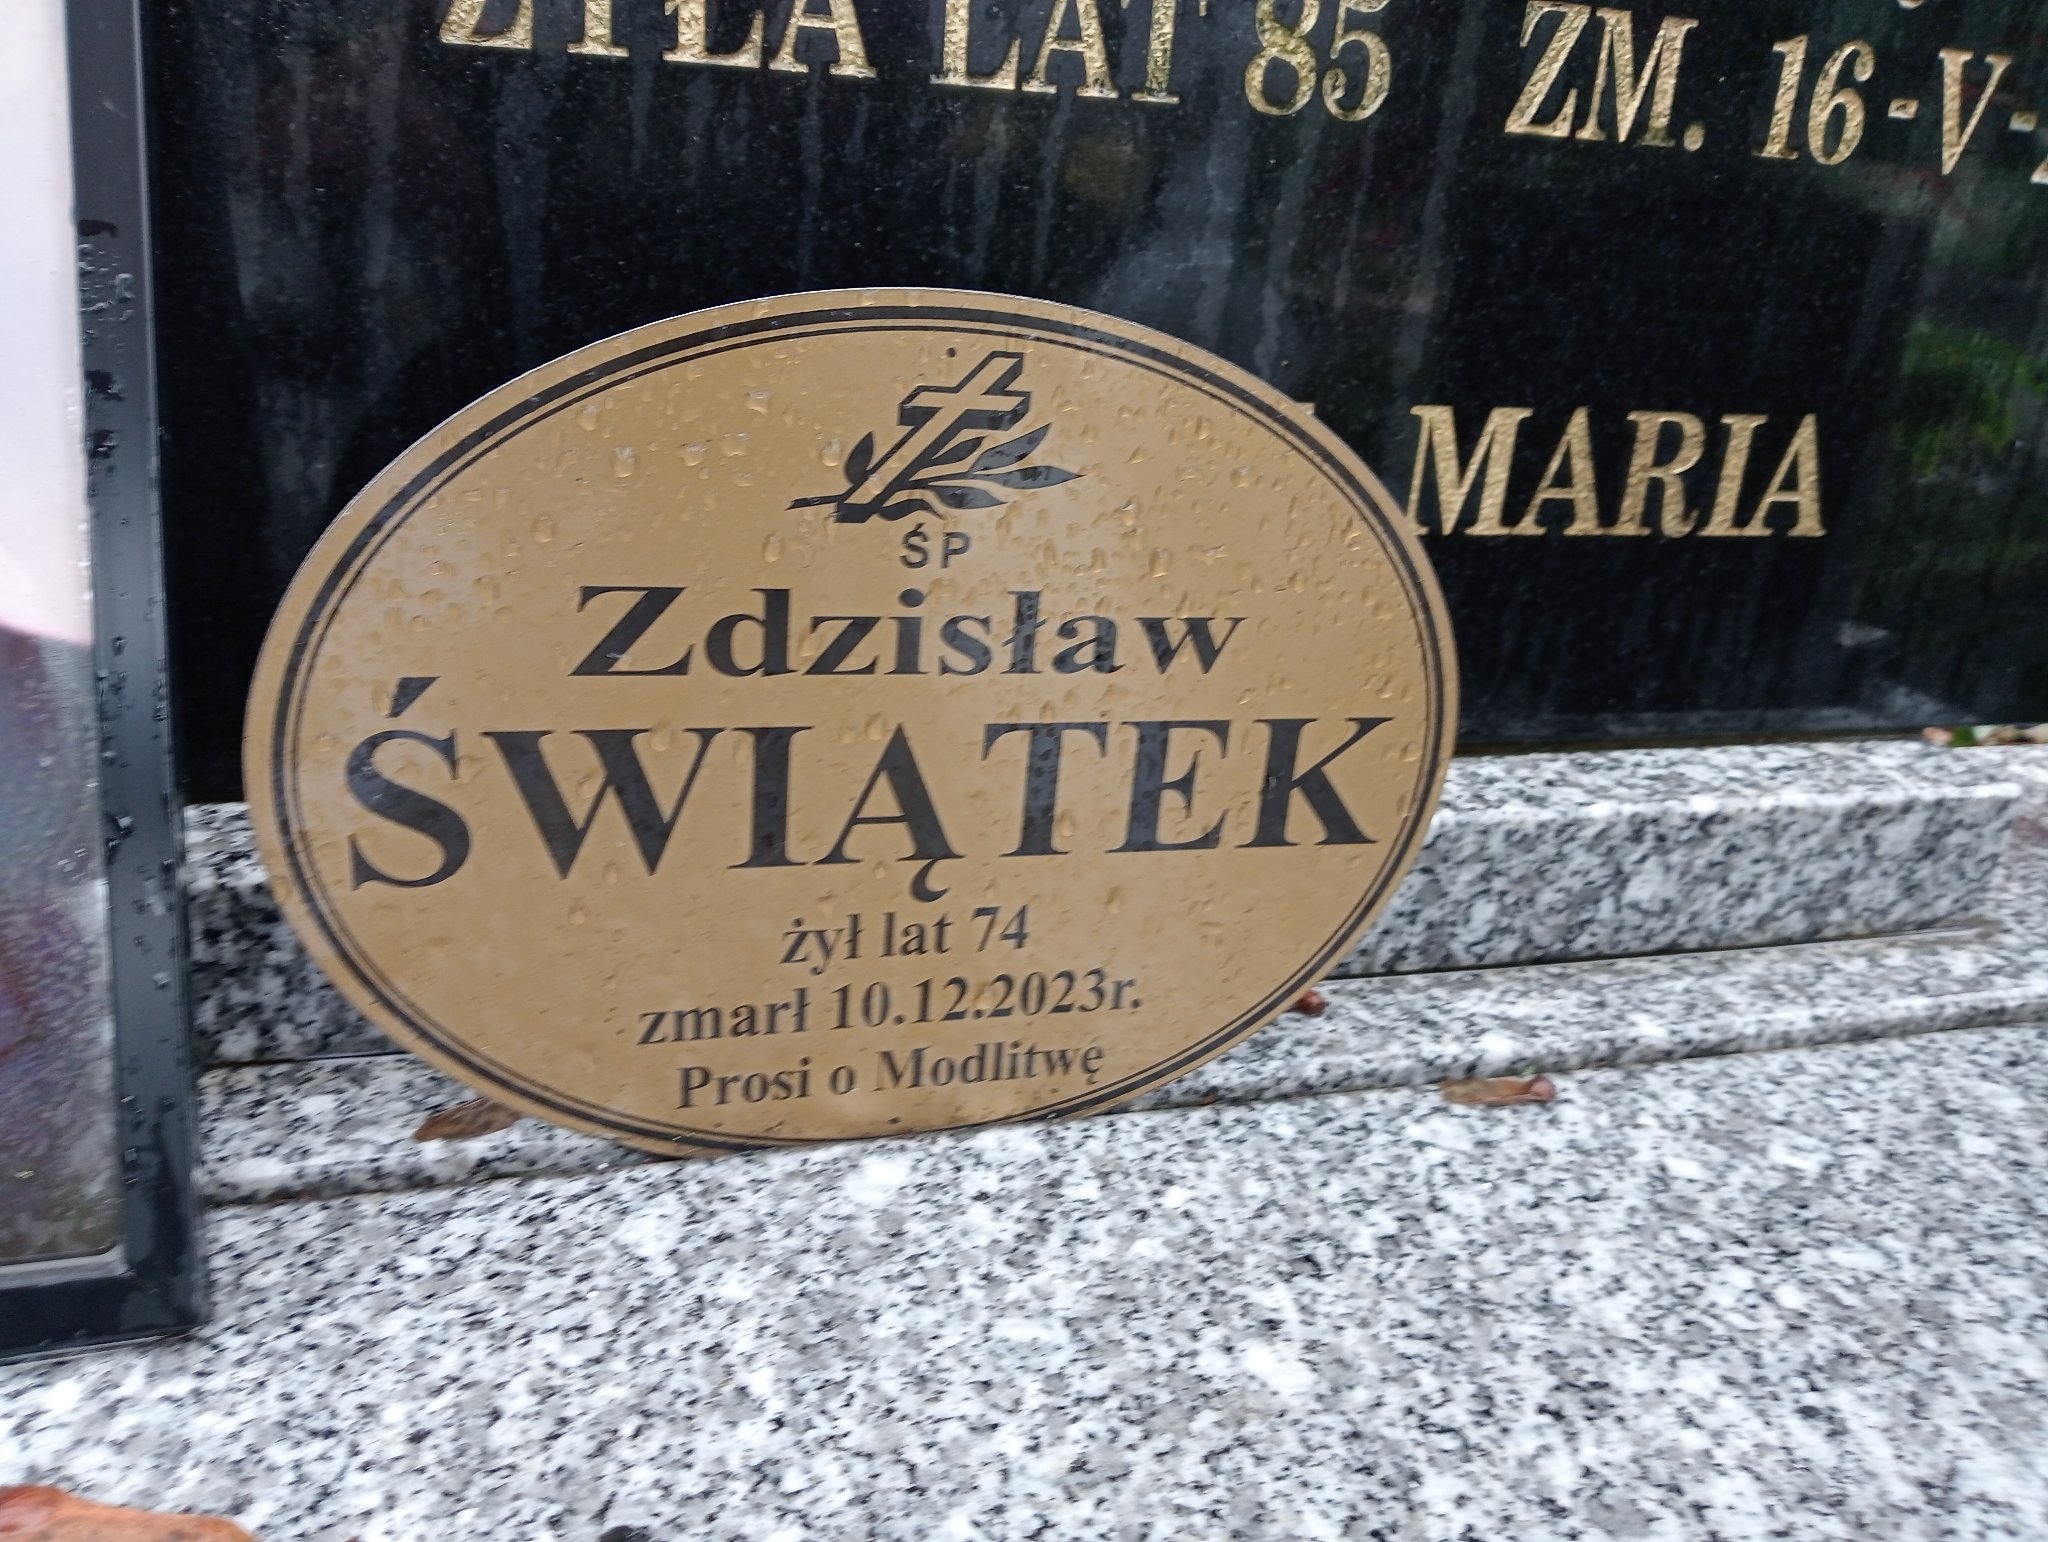 ŻYŁA LAT 85 ZM. 16-V-
MARIA
ŚP
Zdzisław
ŚWIĄTEK
żył lat 74
zmarł 10.12.2023r.
Prosi o Modlitwę